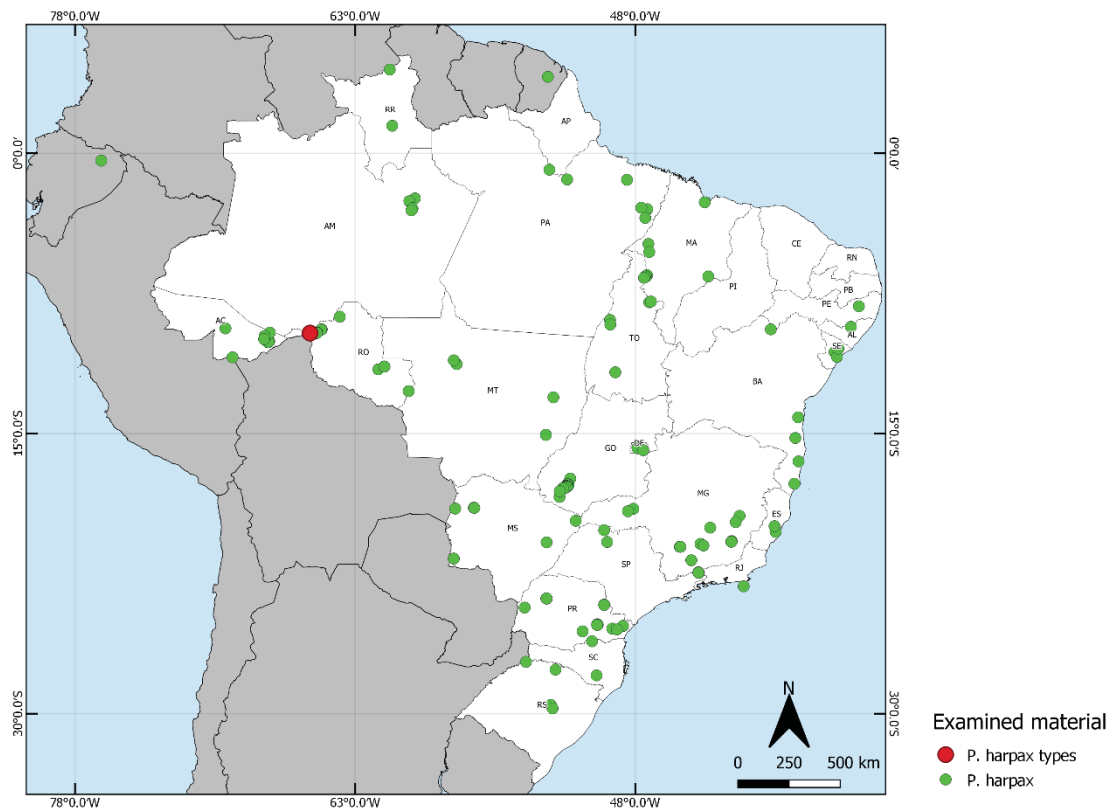 78°0.0'W 63°0.0'W 48°0.0'W
RR
AP
0°0.0' 0°0.0'
AM
PA
MA
CE
RN
PB
PI
PE
AC
AL
TO
SE
RO
BA
MT
15°0.0'S 15°0.0'S
GO
DF
MG
MS
ES
SP
RJ
PR
SC
N
RS
30°0.0'S 30°0.0'S
Examined material
P. harpax types
0 250 500 km
P. harpax
78°0.0'W 63°0.0'W 48°0.0'W